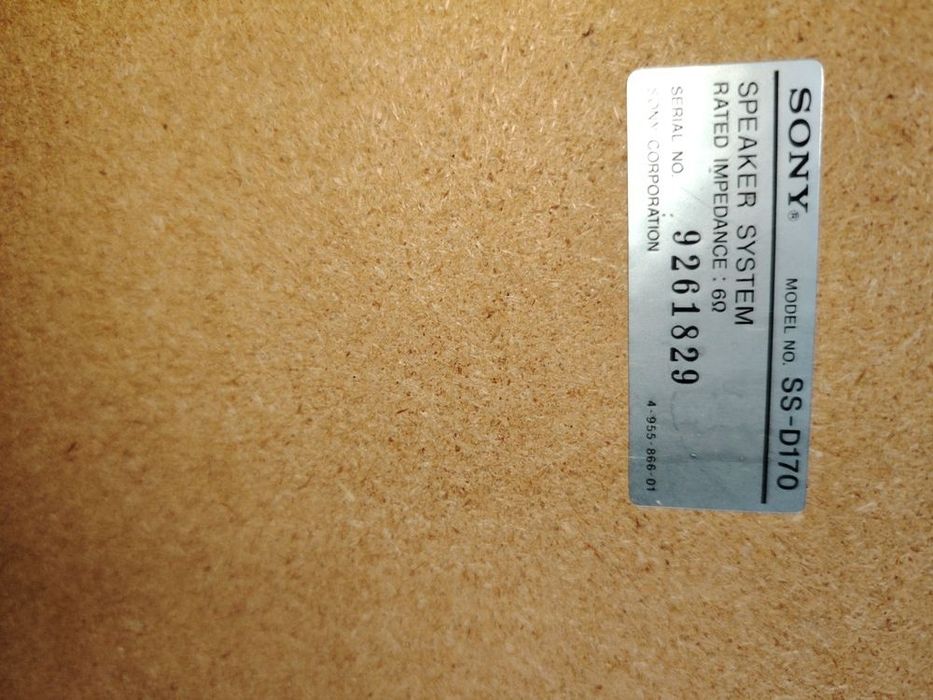 SONY® MODEL NO. SS-D170
SPEAKER SYSTEM
RATED IMPEDANCE : 6Ω
SERIAL NO. 9261829
SONY CORPORATION 4-955-866-01